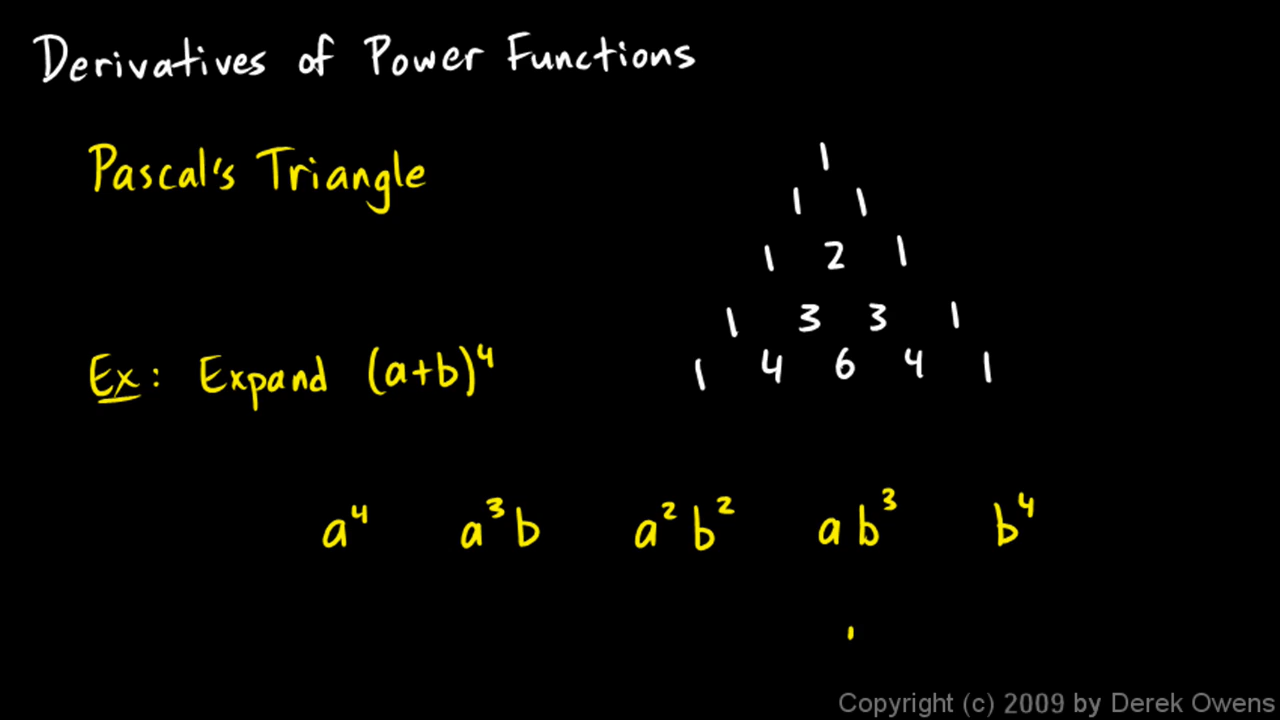 Derivatives of Power Functions
Pascal's Triangle
1
1 1
1 2 1
1 3 3 1
1 4 6 4 1
Ex: Expand (a+b)⁴
a⁴ a³b a²b² ab³ b⁴
Copyright (c) 2009 by Derek Owens